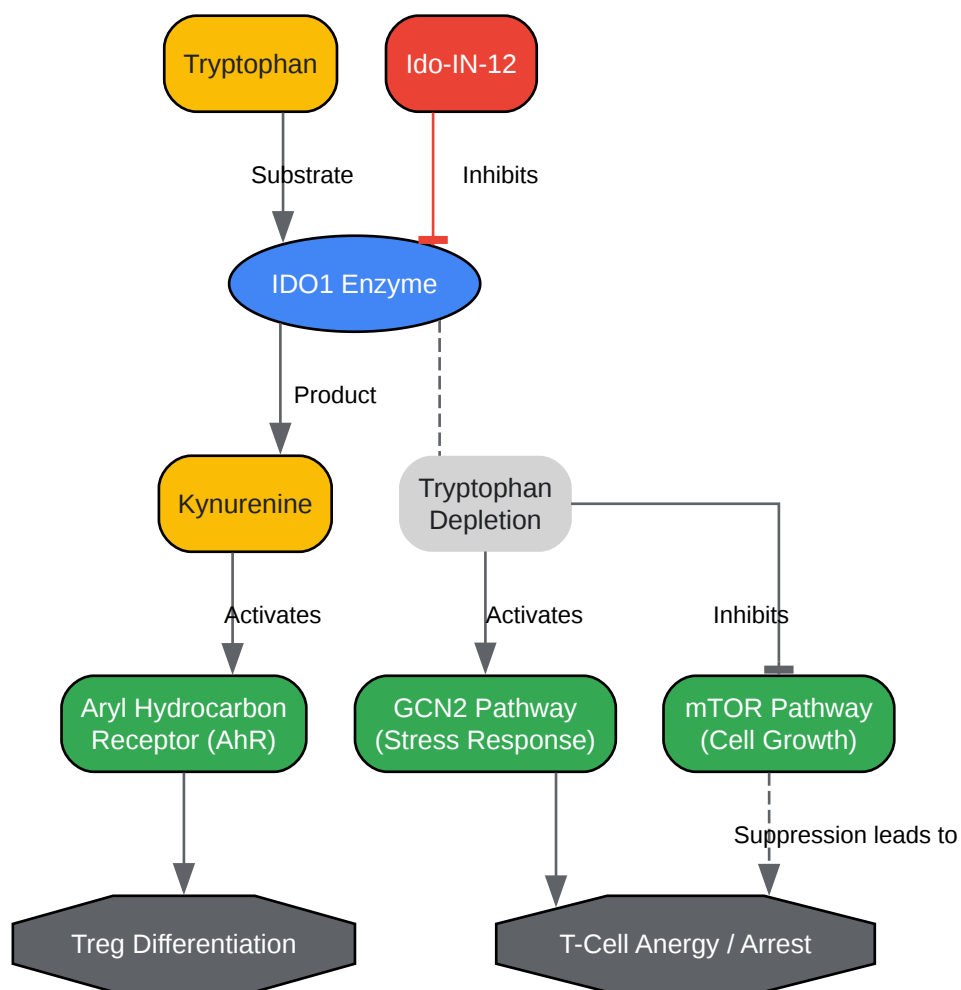 Tryptophan
Ido-IN-12
Substrate
Inhibits
IDO1 Enzyme
Product
Kynurenine
Tryptophan
Depletion
Activates
Activates
Inhibits
Aryl Hydrocarbon
Receptor (AhR)
GCN2 Pathway
(Stress Response)
mTOR Pathway
(Cell Growth)
Suppression leads to
Treg Differentiation
T-Cell Anergy / Arrest